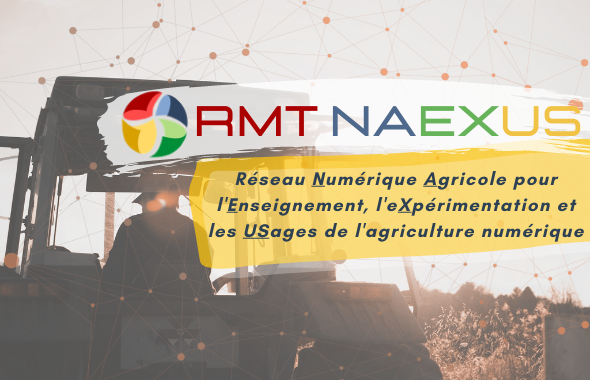 RMT NAEXUS
Réseau Numérique Agricole pour
l'Enseignement, l'eXpérimentation et
les USages de l'agriculture numérique